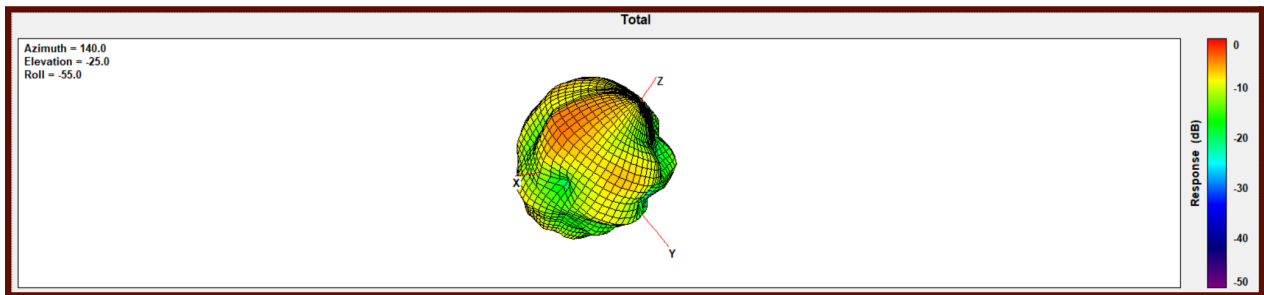 Total
Azimuth = 140.0
Elevation = -25.0
Roll = -55.0
Z
X
Y
0
-10
-20
-30
-40
-50
Response (dB)